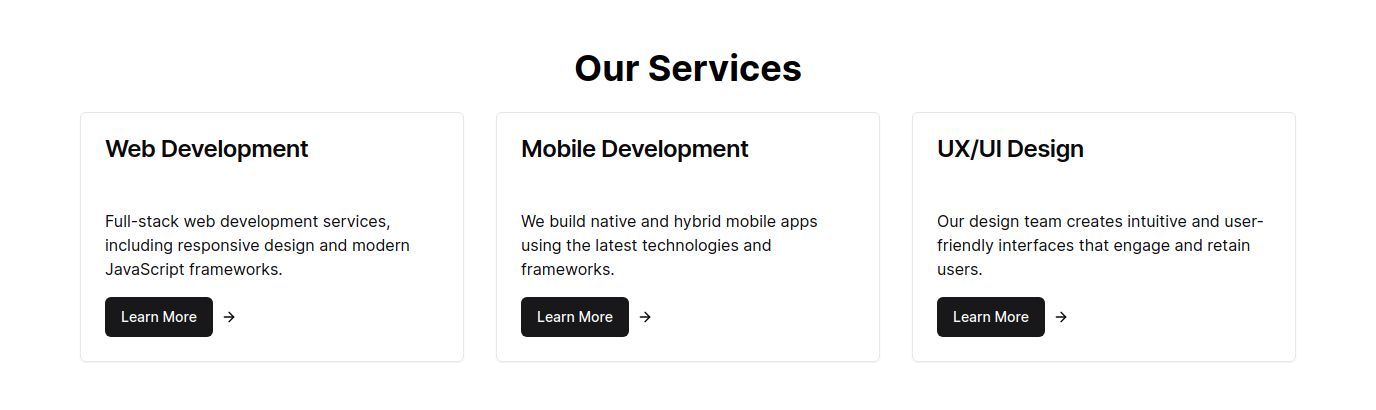 Our Services
Web Development
Full-stack web development services,
including responsive design and modern
JavaScript frameworks.
Learn More
Mobile Development
We build native and hybrid mobile apps
using the latest technologies and
frameworks.
Learn More
UX/UI Design
Our design team creates intuitive and user-
friendly interfaces that engage and retain
users.
Learn More